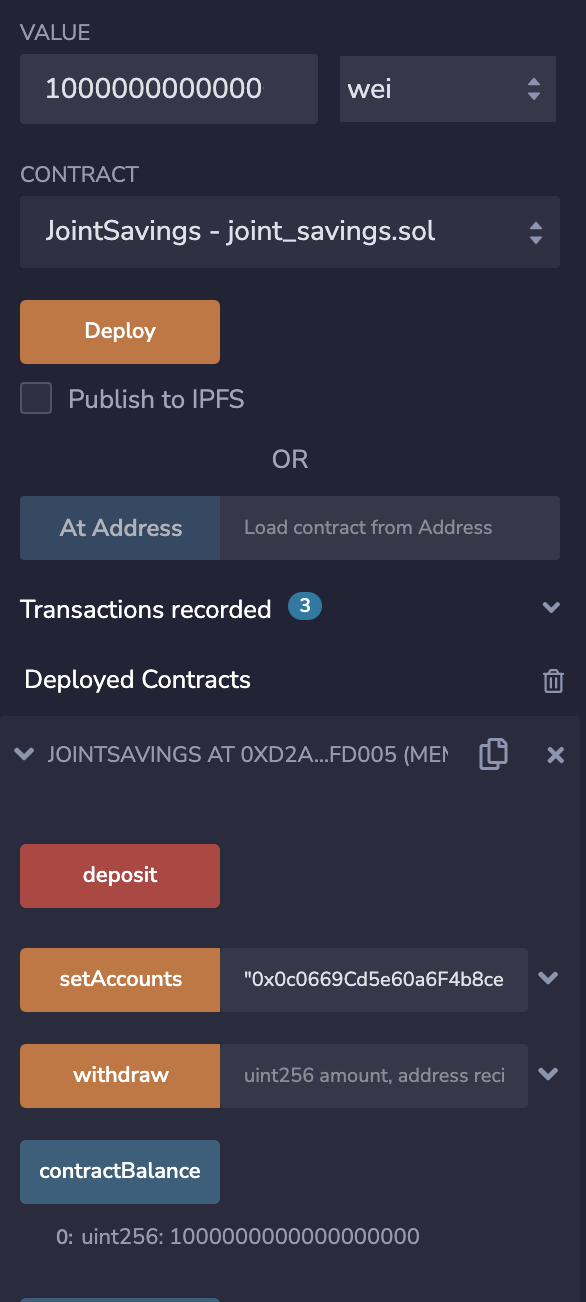 VALUE
1000000000000
wei
CONTRACT
JointSavings - joint_savings.sol
Deploy
Publish to IPFS
OR
At Address
Load contract from Address
Transactions recorded 3
Deployed Contracts
JOINTSAVINGS AT 0XD2A...FD005 (MEM
deposit
setAccounts
"0x0c0669Cd5e60a6F4b8ce
withdraw
uint256 amount, address reci
contractBalance
0: uint256: 1000000000000000000